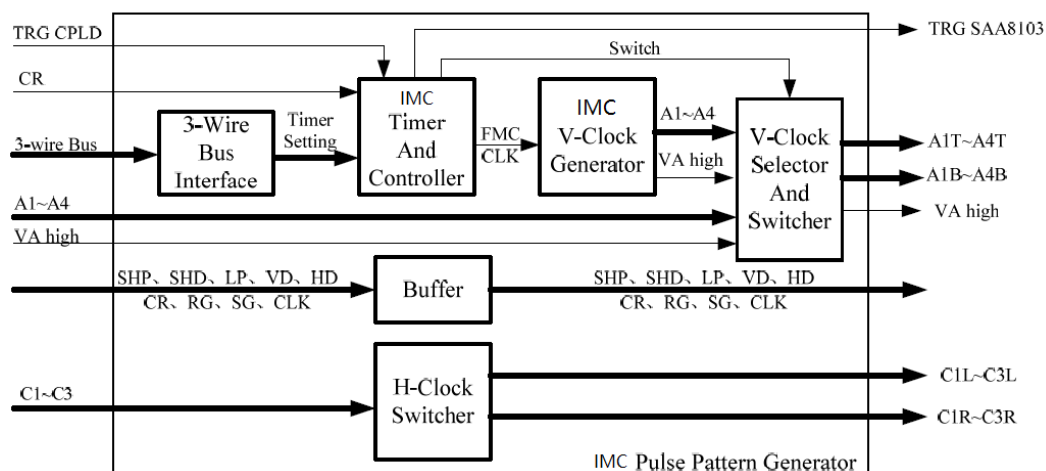 TRG CPLD
TRG SAA8103
Switch
CR
IMC
Timer
And
Controller
IMC
V-Clock
Generator
3-Wire
Bus
Interface
Timer
Setting
FMC
CLK
A1~A4
VA high
V-Clock
Selector
And
Switcher
3-wire Bus
A1T~A4T
A1B~A4B
VA high
A1~A4
VA high
SHP、SHD、LP、VD、HD
CR、RG、SG、CLK
Buffer
SHP、SHD、LP、VD、HD
CR、RG、SG、CLK
C1~C3
H-Clock
Switcher
C1L~C3L
C1R~C3R
IMC Pulse Pattern Generator